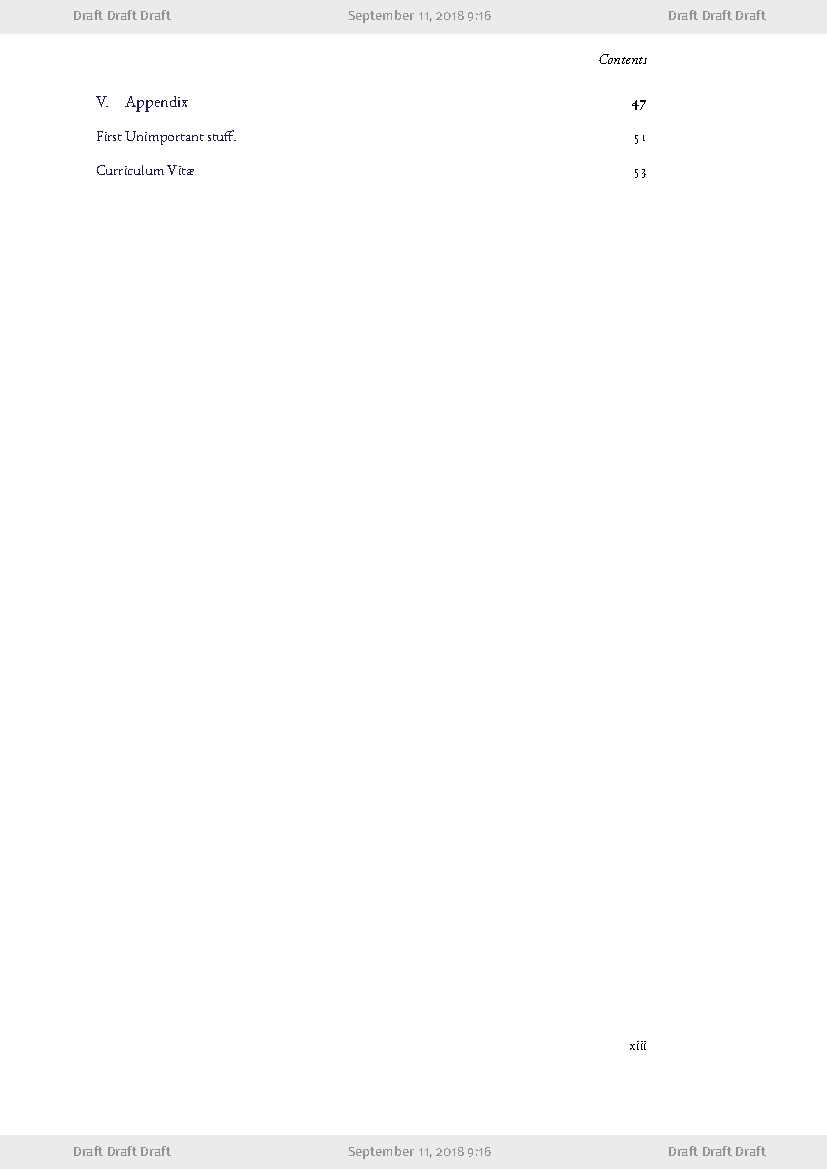 Draft Draft Draft September 11, 2018 9:16 Draft Draft Draft
Contents
V. Appendix 47
First Unimportant stuff. 51
Curriculum Vitæ 53
xiii
Draft Draft Draft September 11, 2018 9:16 Draft Draft Draft